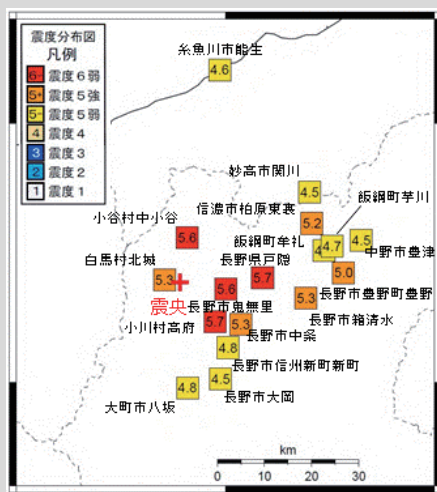 震度分布図
凡例
6- 震度6弱
5+ 震度5強
5- 震度5弱
4 震度4
3 震度3
2 震度2
1 震度1
糸魚川市能生
4.6
妙高市関川
4.5
飯綱町芋川
信濃町柏原東裏
5.2
小谷村中小谷
5.6
飯綱町牟礼
4.7
4.5
中野市豊津
白馬村北城
5.3
震央
長野県戸隠
5.7
5.0
長野市豊野町豊野
長野市鬼無里
5.6
5.3
長野市箱清水
小川村高府
5.7
5.3
長野市中条
4.8
長野市信州新町新町
4.5
長野市大岡
4.8
大町市八坂
km
0 10 20 30